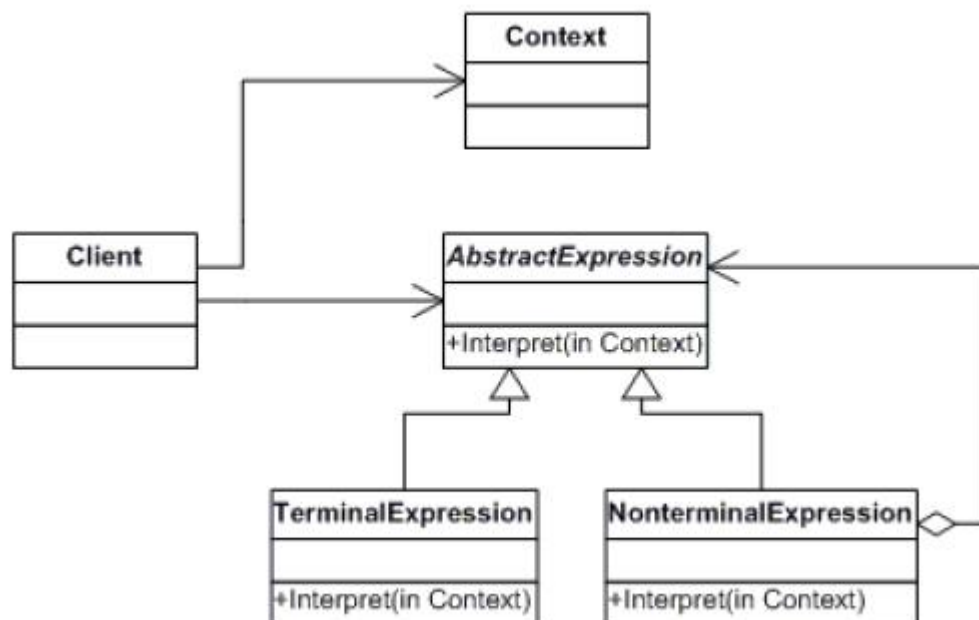 Context
Client
AbstractExpression
+Interpret(in Context)
TerminalExpression
NonterminalExpression
+Interpret(in Context)
+Interpret(in Context)